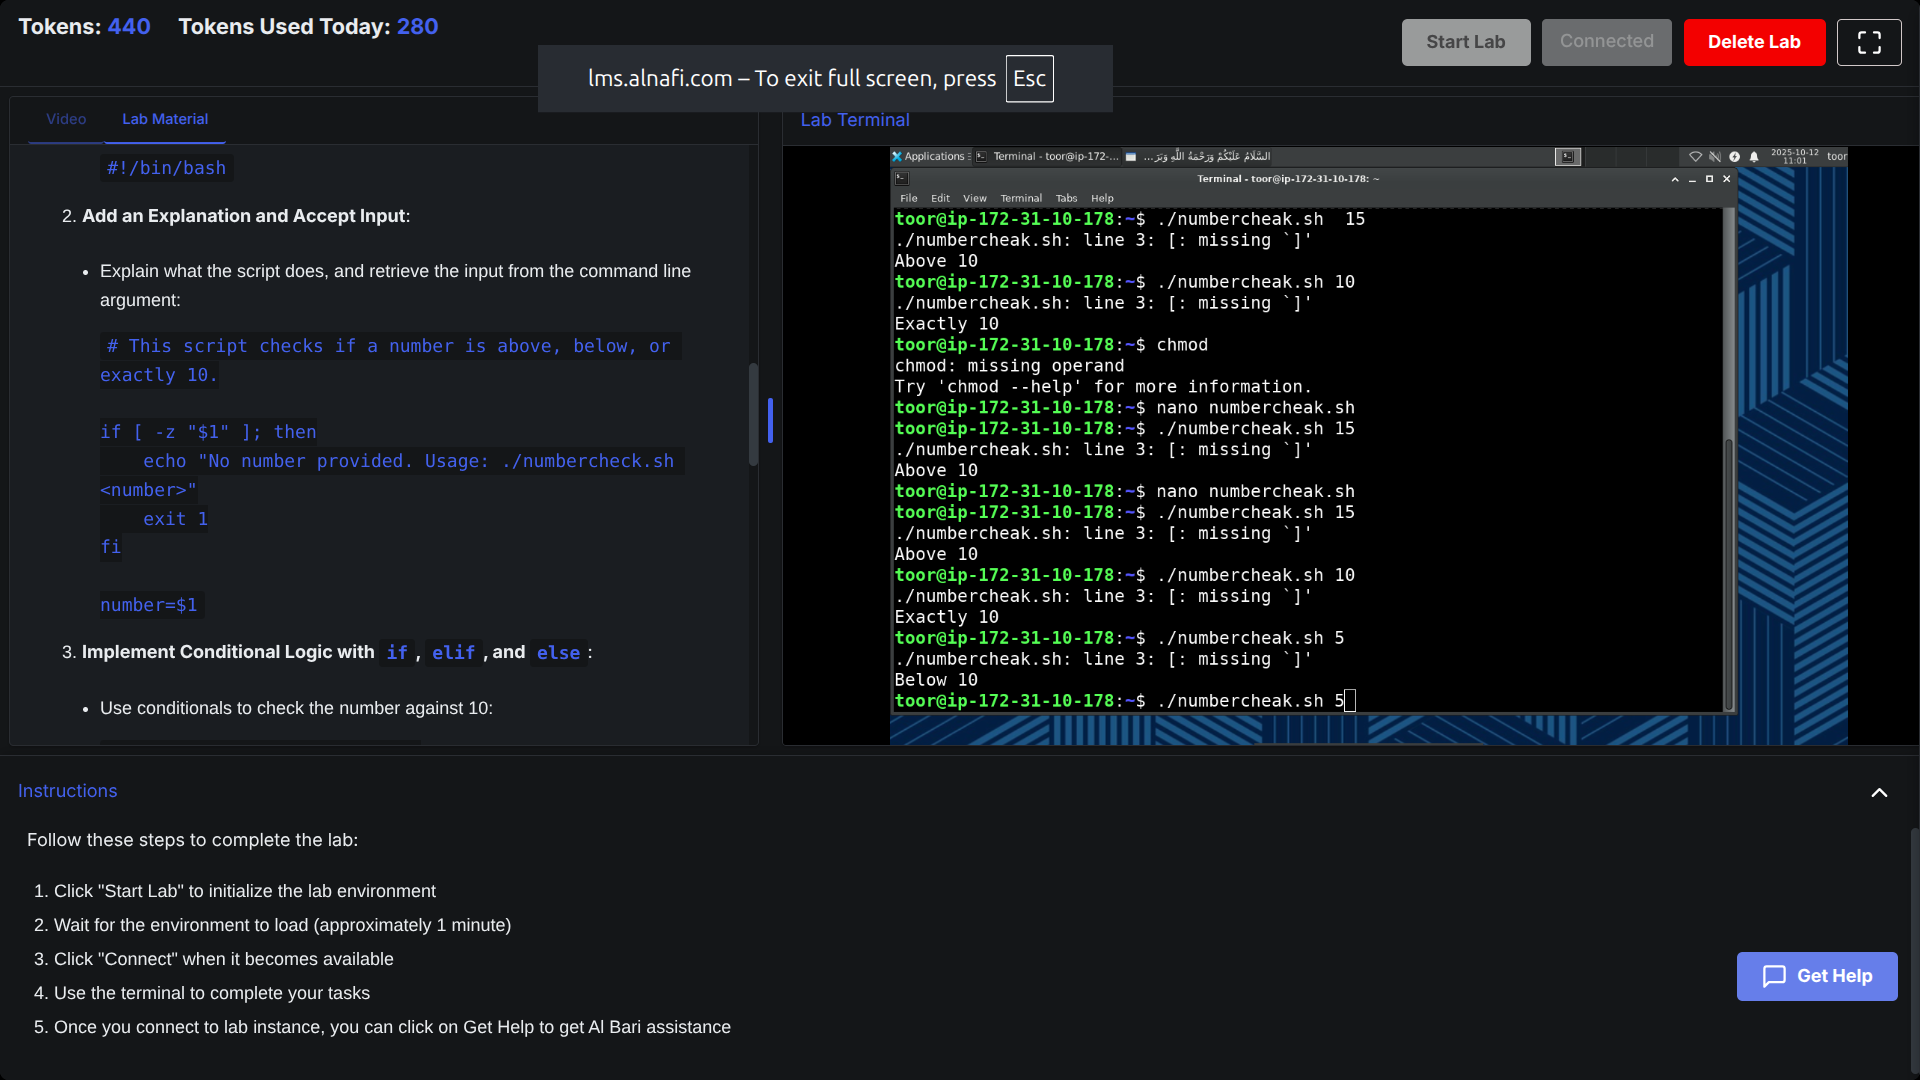 Tokens: 440 Tokens Used Today: 280
Start Lab Connected Delete Lab
lms.alnafi.com – To exit full screen, press Esc
Video Lab Material
#!/bin/bash
2. Add an Explanation and Accept Input:
• Explain what the script does, and retrieve the input from the command line
argument:
# This script checks if a number is above, below, or
exactly 10.
if [ -z "$1" ]; then
echo "No number provided. Usage: ./numbercheck.sh
<number>"
exit 1
fi
number=$1
3. Implement Conditional Logic with if, elif, and else:
• Use conditionals to check the number against 10:
Lab Terminal
Applications Terminal - toor@ip-172-... السَّلَامُ عَلَيْكُمْ وَرَحْمَةُ اللَّهِ وَبَرَ... 2025-10-12 toor
11:01
Terminal - toor@ip-172-31-10-178: ~
File Edit View Terminal Tabs Help
toor@ip-172-31-10-178:~$ ./numbercheak.sh  15
./numbercheak.sh: line 3: [: missing `]'
Above 10
toor@ip-172-31-10-178:~$ ./numbercheak.sh 10
./numbercheak.sh: line 3: [: missing `]'
Exactly 10
toor@ip-172-31-10-178:~$ chmod
chmod: missing operand
Try 'chmod --help' for more information.
toor@ip-172-31-10-178:~$ nano numbercheak.sh
toor@ip-172-31-10-178:~$ ./numbercheak.sh 15
./numbercheak.sh: line 3: [: missing `]'
Above 10
toor@ip-172-31-10-178:~$ nano numbercheak.sh
toor@ip-172-31-10-178:~$ ./numbercheak.sh 15
./numbercheak.sh: line 3: [: missing `]'
Above 10
toor@ip-172-31-10-178:~$ ./numbercheak.sh 10
./numbercheak.sh: line 3: [: missing `]'
Exactly 10
toor@ip-172-31-10-178:~$ ./numbercheak.sh 5
./numbercheak.sh: line 3: [: missing `]'
Below 10
toor@ip-172-31-10-178:~$ ./numbercheak.sh 5
Instructions
Follow these steps to complete the lab:
1. Click "Start Lab" to initialize the lab environment
2. Wait for the environment to load (approximately 1 minute)
3. Click "Connect" when it becomes available
4. Use the terminal to complete your tasks
5. Once you connect to lab instance, you can click on Get Help to get Al Bari assistance
Get Help